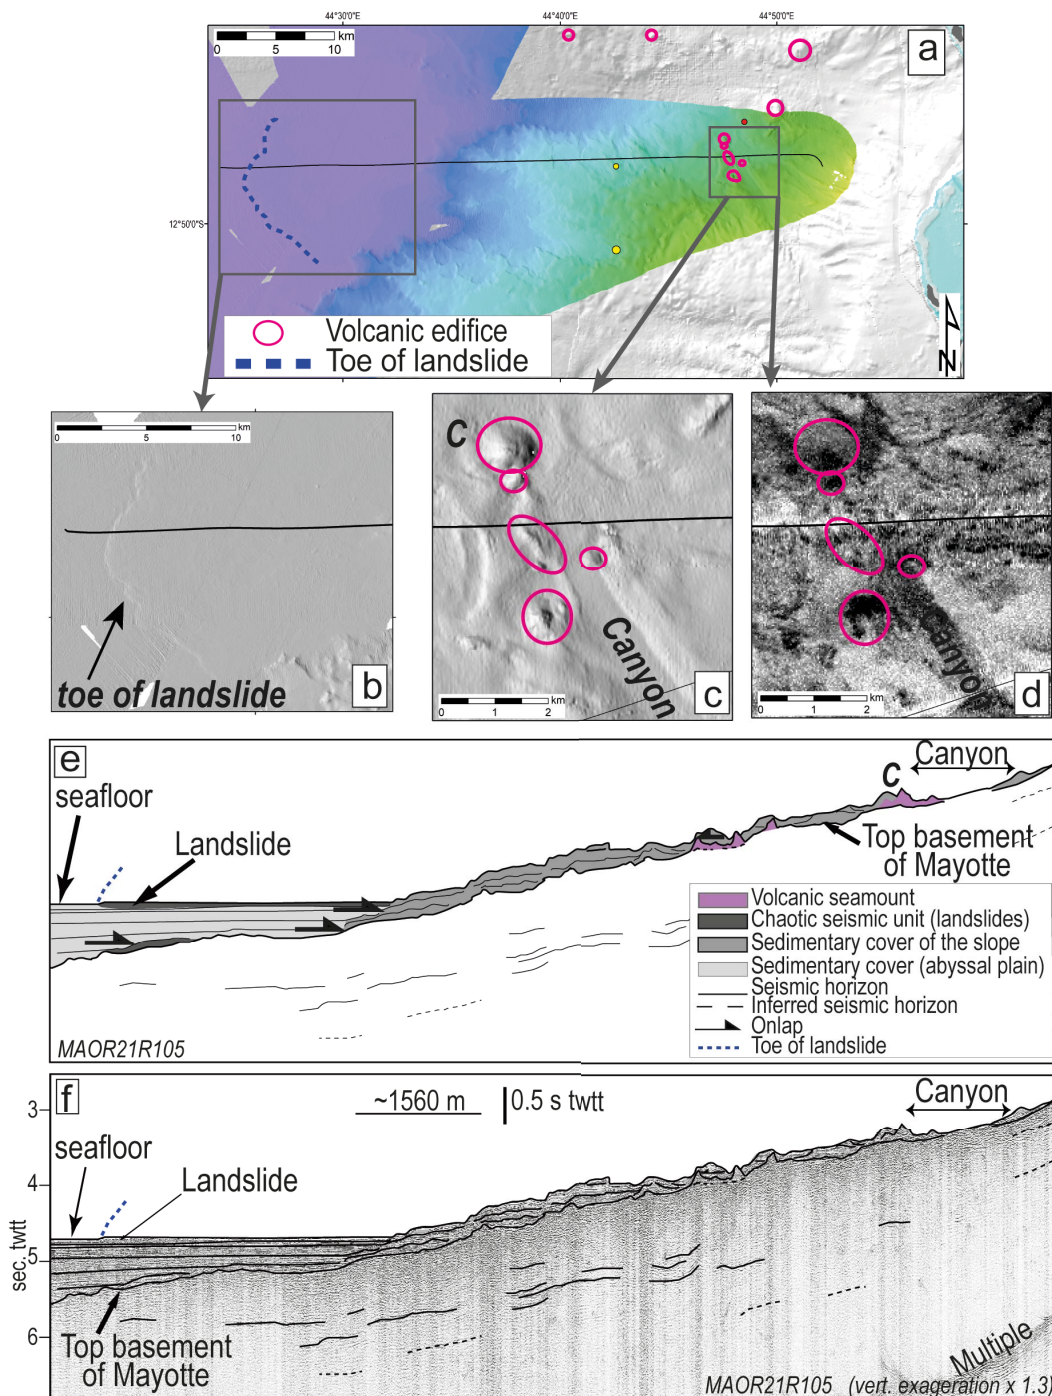 44°30'0"E 44°40'0"E 44°50'0"E
0 5 10 km
a
12°50'0"S
Volcanic edifice
Toe of landslide
N
0 5 10 km
toe of landslide
b
C
Canyon
0 1 2 km
c
Canyon
0 1 2 km
d
e
seafloor
Landslide
C
Canyon
Top basement
of Mayotte
Volcanic seamount
Chaotic seismic unit (landslides)
Sedimentary cover of the slope
Sedimentary cover (abyssal plain)
Seismic horizon
Inferred seismic horizon
Onlap
Toe of landslide
MAOR21R105
f
~1560 m
0.5 s twtt
Canyon
3
seafloor
Landslide
4
5
6
sec. twtt
Top basement
of Mayotte
Multiple
MAOR21R105 (vert. exageration x 1.3)